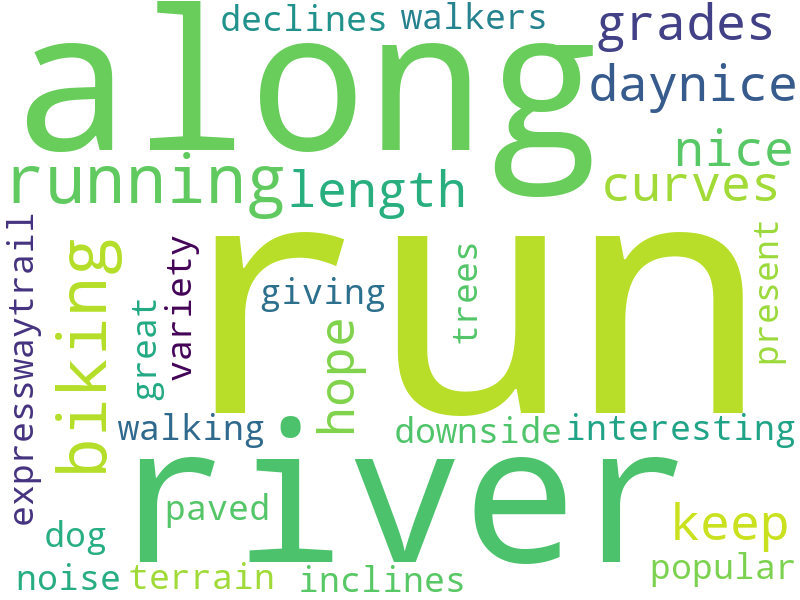 declines
walkers
grades
along
daynice
nice
running
length
curves
expresswaytrail
biking
variety
great
run
giving
trees
present
hope
walking
downside
interesting
river
paved
keep
dog
popular
noise
terrain
inclines